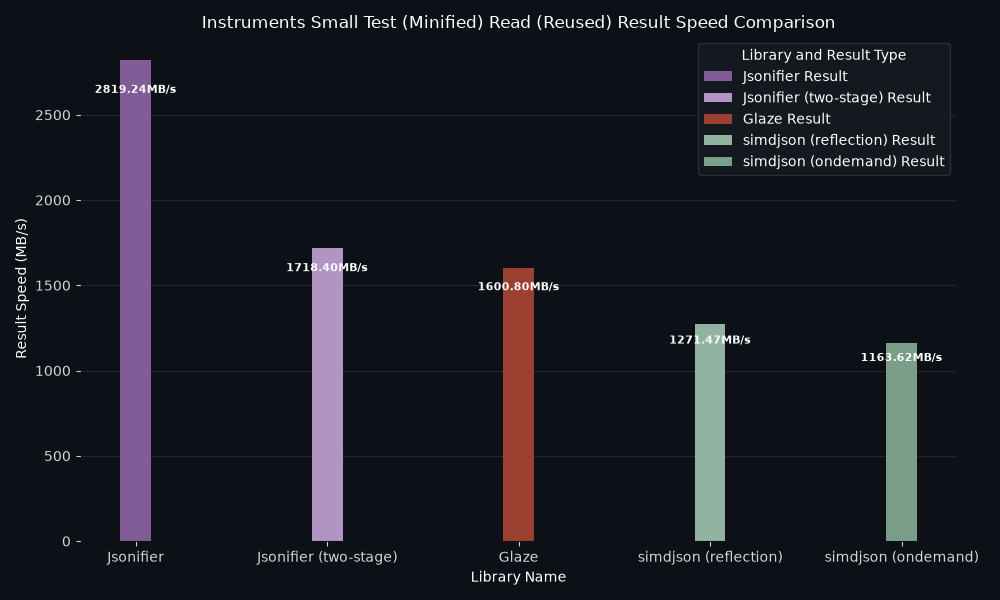 Instruments Small Test (Minified) Read (Reused) Result Speed Comparison
Library and Result Type
Jsonifier Result
Jsonifier (two-stage) Result
Glaze Result
simdjson (reflection) Result
simdjson (ondemand) Result
Result Speed (MB/s)
2500
2000
1500
1000
500
0
2819.24MB/s
1718.40MB/s
1600.80MB/s
1271.47MB/s
1163.62MB/s
Jsonifier
Jsonifier (two-stage)
Glaze
simdjson (reflection)
simdjson (ondemand)
Library Name